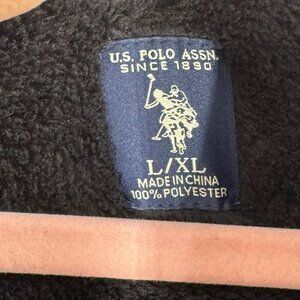 U.S. POLO ASSN.
SINCE 1890
L/XL
MADE IN CHINA
100% POLYESTER